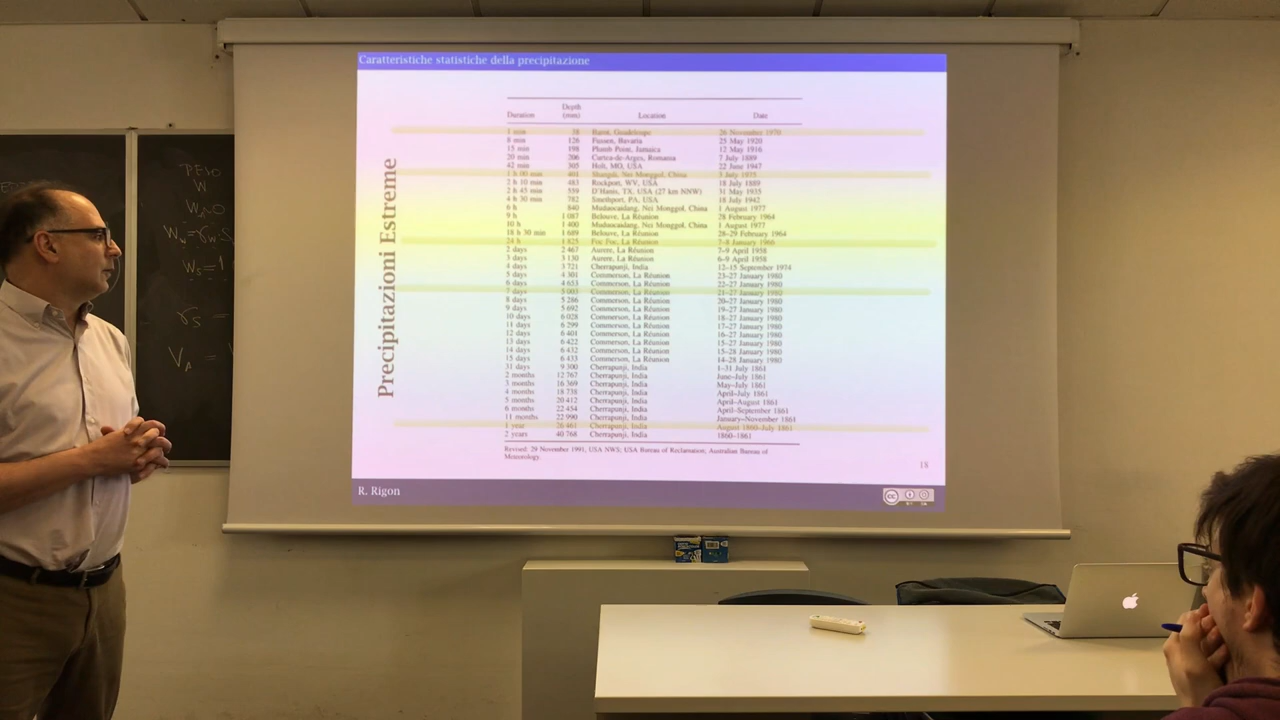 Caratteristiche statistiche della precipitazione
Precipitazioni Estreme
Depth
Duration (mm) Location Date
1 min 38 Barot, Guadeloupe 26 November 1970
8 min 126 Fussen, Bavaria 25 May 1920
15 min 198 Plumb Point, Jamaica 12 May 1916
20 min 206 Curtea-de-Arges, Romania 7 July 1889
42 min 305 Holt, MO, USA 22 June 1947
1 h 00 min 401 Shangdi, Nei Monggol, China 3 July 1975
2 h 10 min 483 Rockport, WV, USA 18 July 1889
2 h 45 min 559 D'Hanis, TX, USA (27 km NNW) 31 May 1935
4 h 30 min 782 Smethport, PA, USA 18 July 1942
6 h 840 Muduocaidang, Nei Monggol, China 1 August 1977
9 h 1 087 Belouve, La Réunion 28 February 1964
10 h 1 400 Muduocaidang, Nei Monggol, China 1 August 1977
18 h 30 min 1 689 Belouve, La Réunion 28–29 February 1964
24 h 1 825 Foc Foc, La Réunion 7–8 January 1966
2 days 2 467 Aurere, La Réunion 7–9 April 1958
3 days 3 130 Aurere, La Réunion 6–9 April 1958
4 days 3 721 Cherrapunji, India 12–15 September 1974
5 days 4 301 Commerson, La Réunion 23–27 January 1980
6 days 4 653 Commerson, La Réunion 22–27 January 1980
7 days 5 003 Commerson, La Réunion 21–27 January 1980
8 days 5 286 Commerson, La Réunion 20–27 January 1980
9 days 5 692 Commerson, La Réunion 19–27 January 1980
10 days 6 028 Commerson, La Réunion 18–27 January 1980
11 days 6 299 Commerson, La Réunion 17–27 January 1980
12 days 6 401 Commerson, La Réunion 16–27 January 1980
13 days 6 422 Commerson, La Réunion 15–27 January 1980
14 days 6 432 Commerson, La Réunion 15–28 January 1980
15 days 6 433 Commerson, La Réunion 14–28 January 1980
31 days 9 300 Cherrapunji, India 1–31 July 1861
2 months 12 767 Cherrapunji, India June–July 1861
3 months 16 369 Cherrapunji, India May–July 1861
4 months 18 738 Cherrapunji, India April–July 1861
5 months 20 412 Cherrapunji, India April–August 1861
6 months 22 454 Cherrapunji, India April–September 1861
11 months 22 990 Cherrapunji, India January–November 1861
1 year 26 461 Cherrapunji, India August 1860–July 1861
2 years 40 768 Cherrapunji, India 1860–1861
Revised: 29 November 1991, USA NWS; USA Bureau of Reclamation; Australian Bureau of
Meteorology.
18
R. Rigon
cc
PESO
W